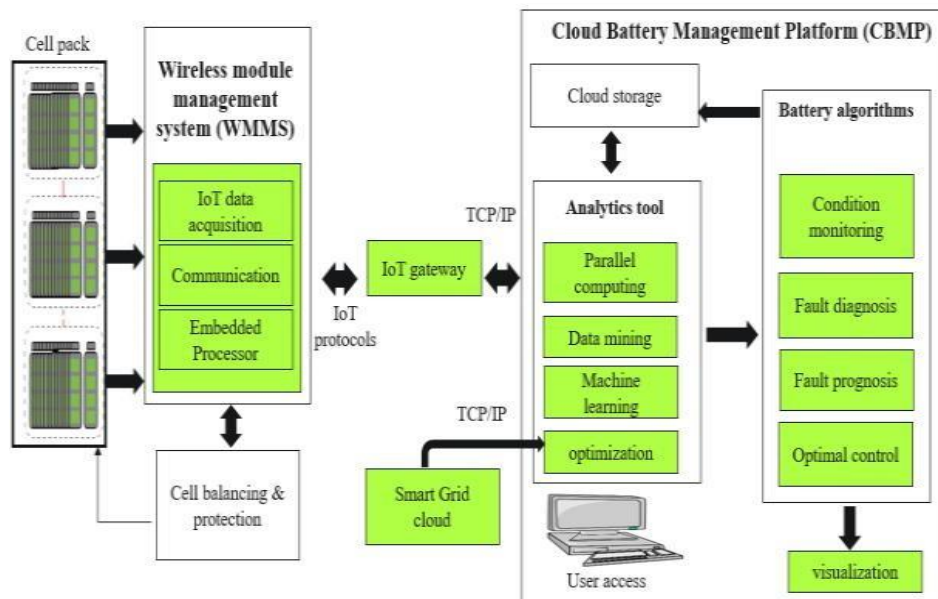 Cell pack
Wireless module
management
system (WMMS)
IoT data
acquisition
Communication
Embedded
Processor
Cell balancing &
protection
IoT
protocols
IoT gateway
TCP/IP
TCP/IP
Smart Grid
cloud
Cloud Battery Management Platform (CBMP)
Cloud storage
Analytics tool
Parallel
computing
Data mining
Machine
learning
optimization
User access
Battery algorithms
Condition
monitoring
Fault diagnosis
Fault prognosis
Optimal control
visualization